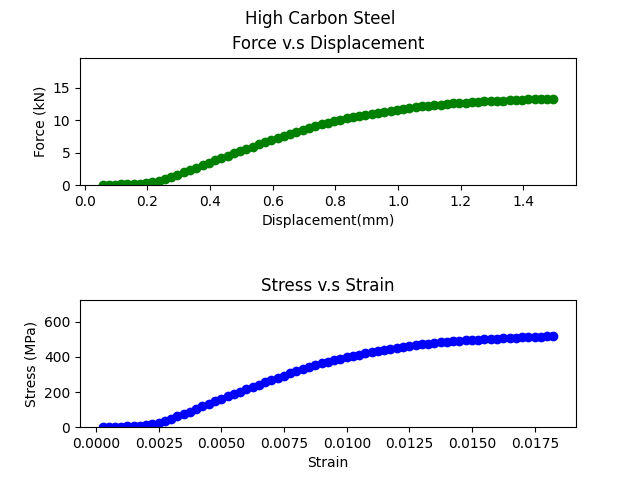 High Carbon Steel
Force v.s Displacement
15
10
5
0
Force (kN)
0.0 0.2 0.4 0.6 0.8 1.0 1.2 1.4
Displacement(mm)
Stress v.s Strain
600
400
200
0
Stress (MPa)
0.0000 0.0025 0.0050 0.0075 0.0100 0.0125 0.0150 0.0175
Strain